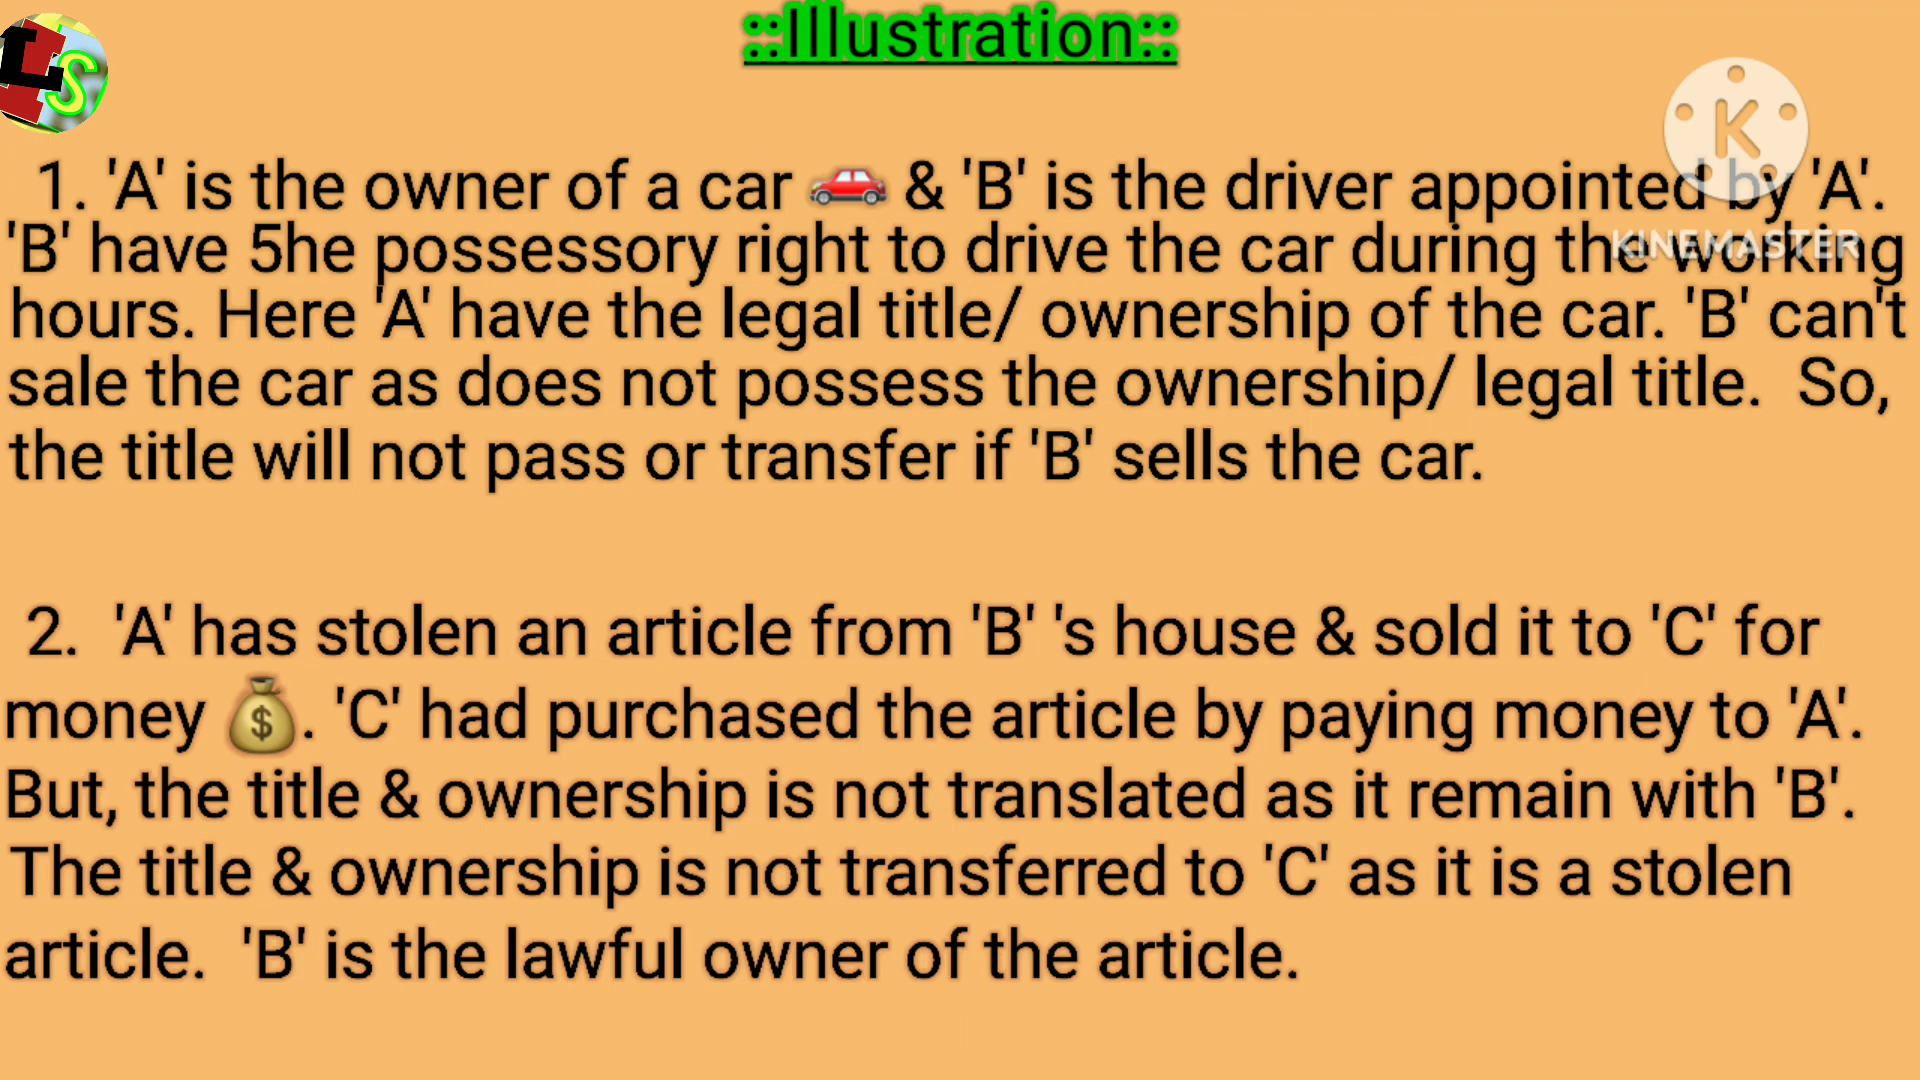 ::Illustration::
LS
K
1. 'A' is the owner of a car 🚗 & 'B' is the driver appointed by 'A'.
'B' have 5he possessory right to drive the car during the working
KINEMASTER
hours. Here 'A' have the legal title/ ownership of the car. 'B' can't
sale the car as does not possess the ownership/ legal title. So,
the title will not pass or transfer if 'B' sells the car.
2. 'A' has stolen an article from 'B' 's house & sold it to 'C' for
money 💰. 'C' had purchased the article by paying money to 'A'.
But, the title & ownership is not translated as it remain with 'B'.
The title & ownership is not transferred to 'C' as it is a stolen
article. 'B' is the lawful owner of the article.